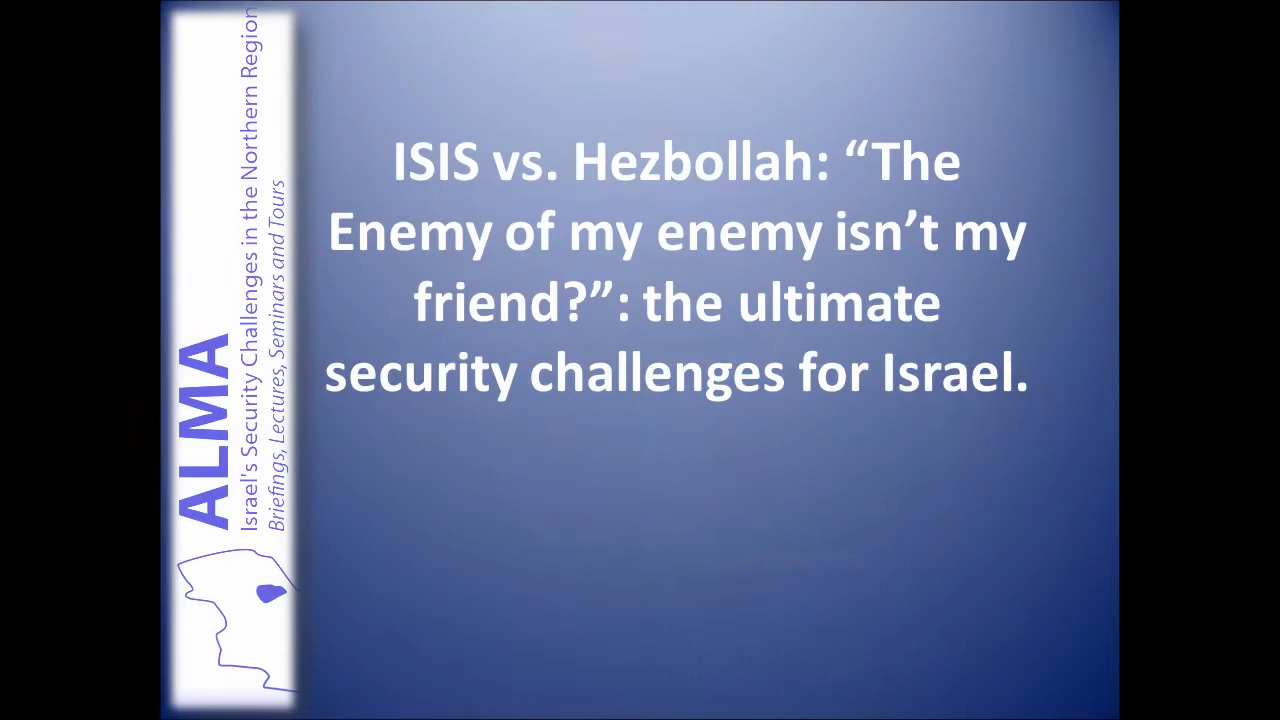 ALMA
Israel's Security Challenges in the Northern Region
Briefings, Lectures, Seminars and Tours
ISIS vs. Hezbollah: “The
Enemy of my enemy isn’t my
friend?”: the ultimate
security challenges for Israel.